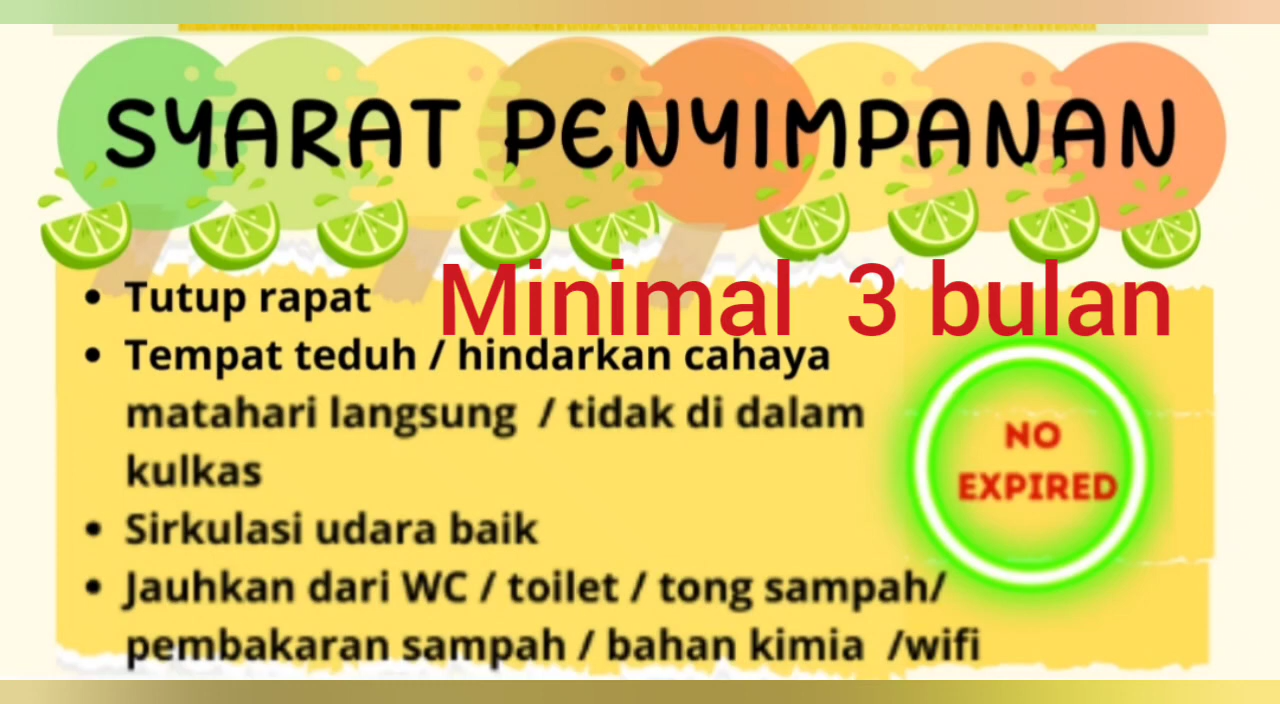 SYARAT PENYIMPANAN
Minimal 3 bulan
• Tutup rapat
• Tempat teduh / hindarkan cahaya
matahari langsung / tidak di dalam
kulkas
• Sirkulasi udara baik
• Jauhkan dari WC / toilet / tong sampah/
pembakaran sampah / bahan kimia /wifi
NO
EXPIRED